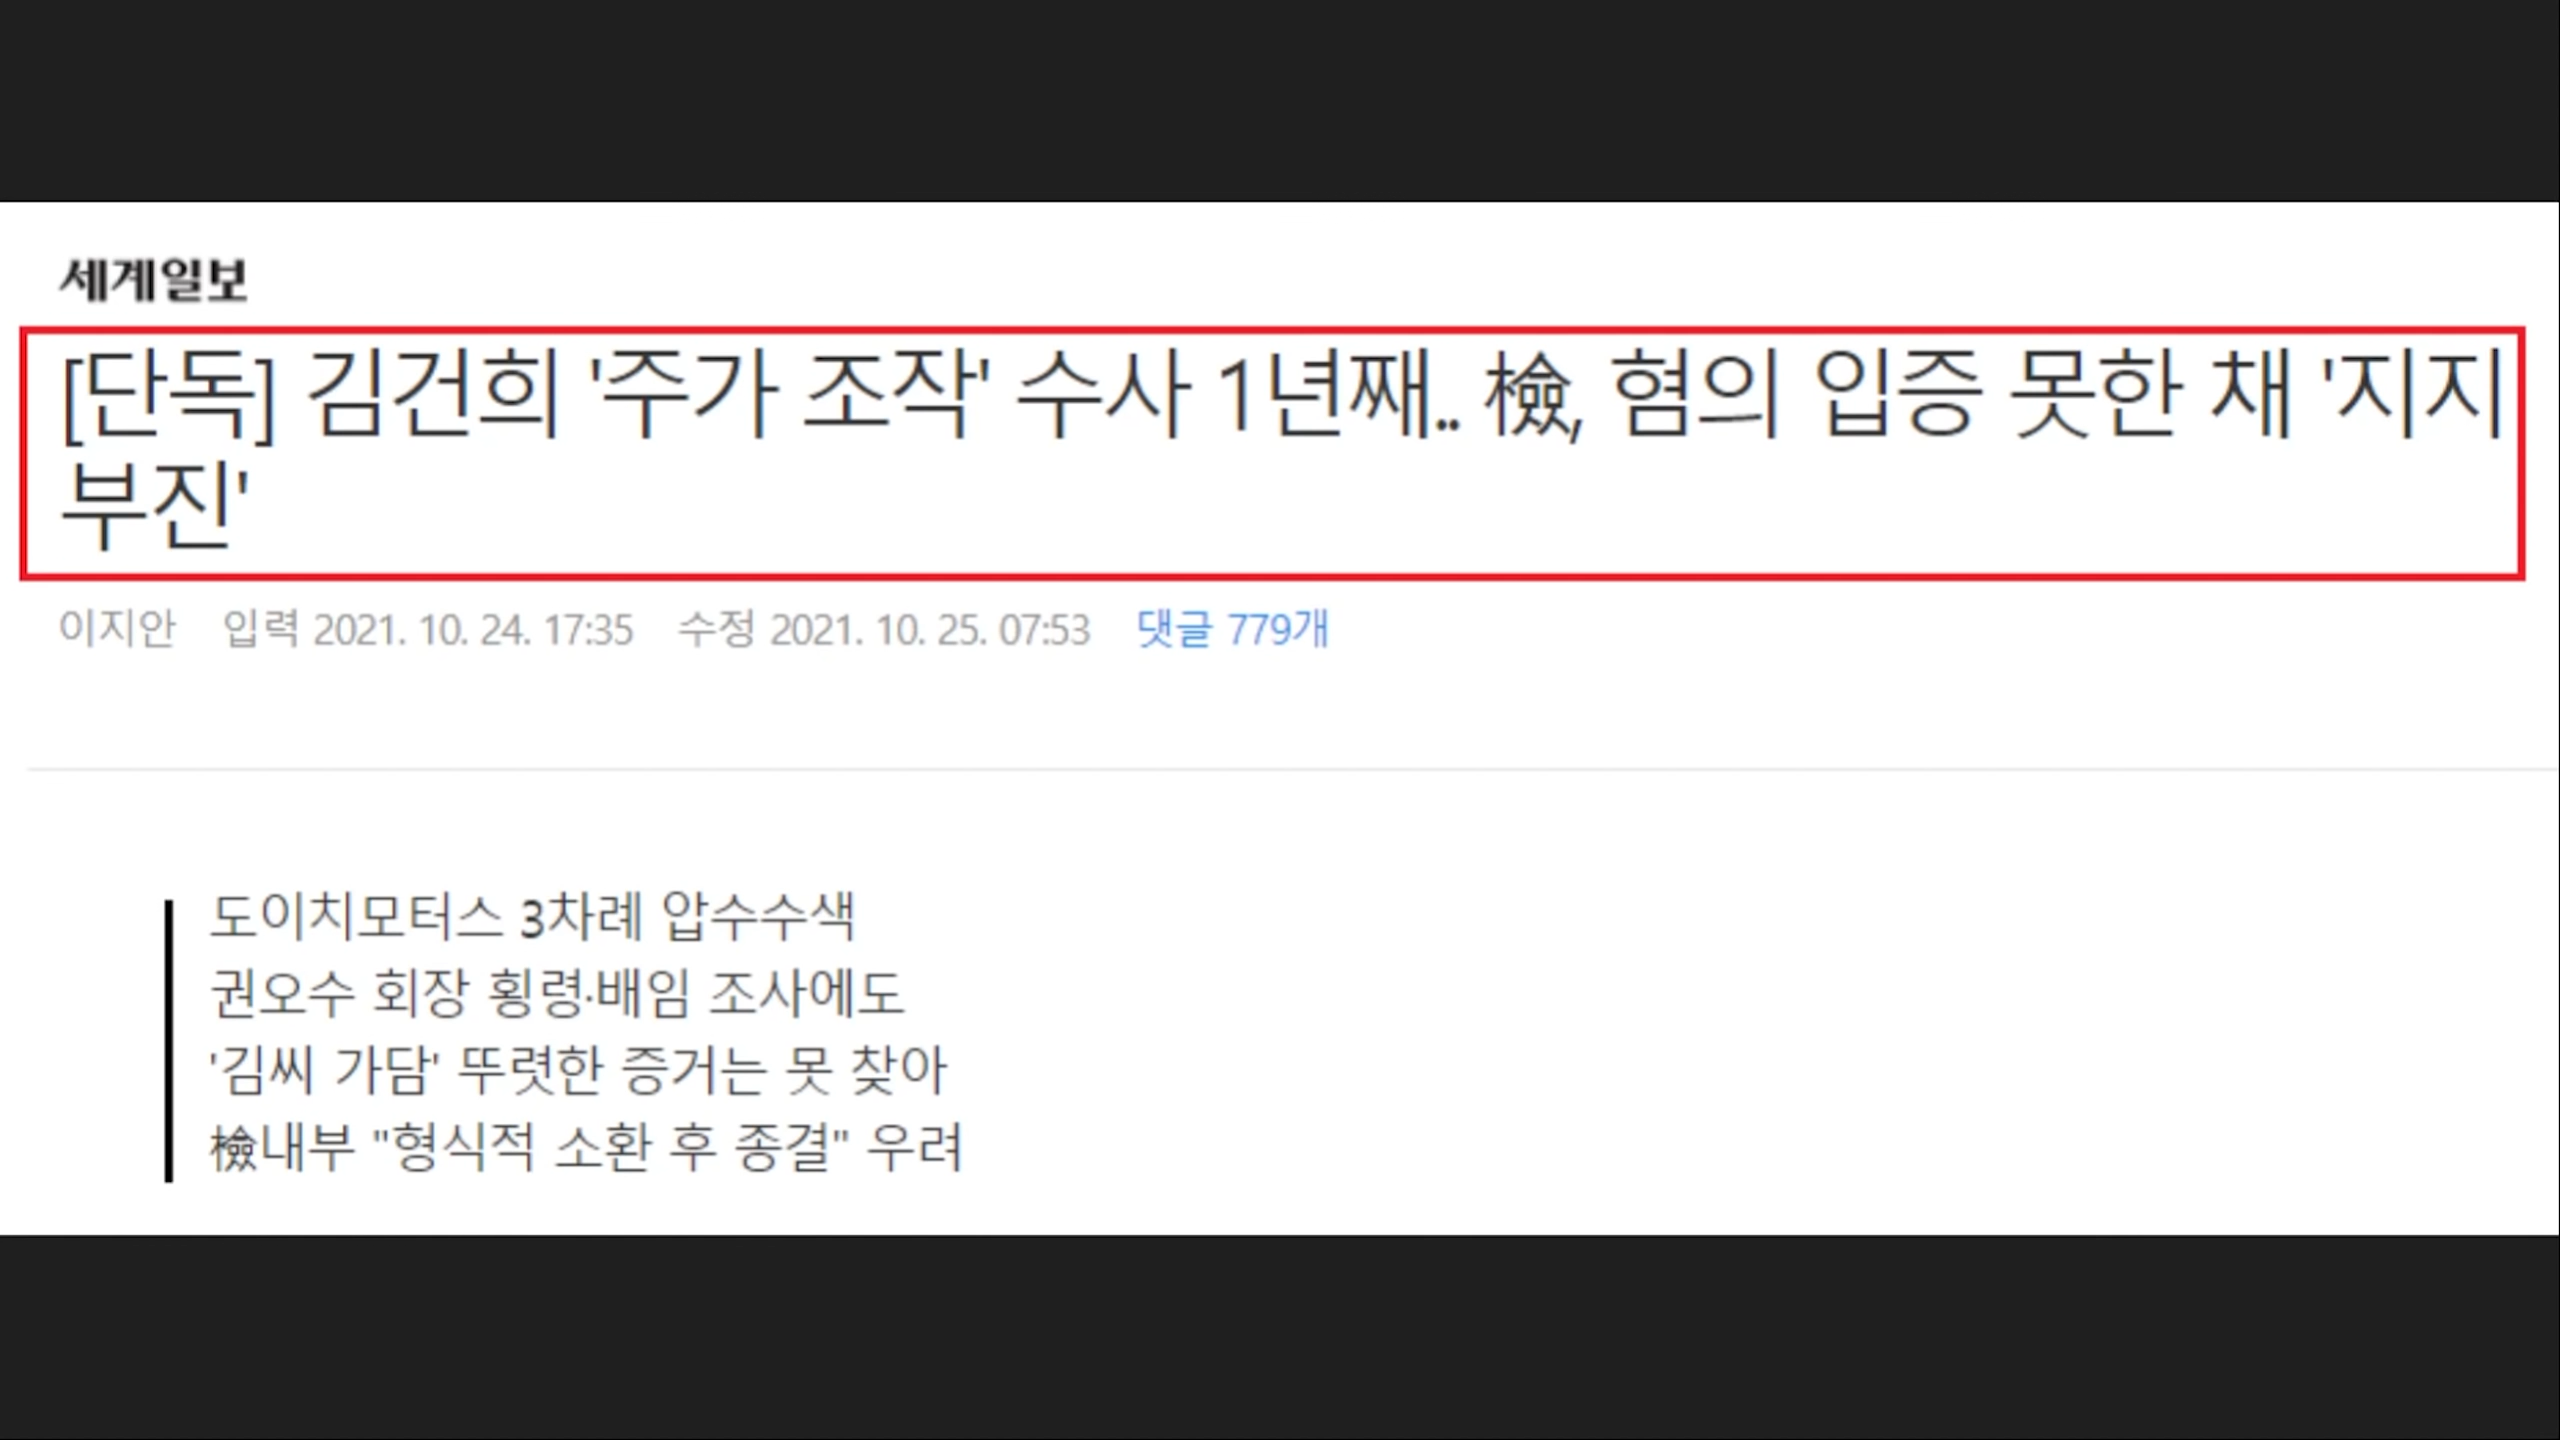 세계일보
[단독] 김건희 '주가 조작' 수사 1년째.. 檢, 혐의 입증 못한 채 '지지
부진'
이지안 입력 2021. 10. 24. 17:35 수정 2021. 10. 25. 07:53 댓글 779개
도이치모터스 3차례 압수수색
권오수 회장 횡령·배임 조사에도
'김씨 가담' 뚜렷한 증거는 못 찾아
檢내부 "형식적 소환 후 종결" 우려